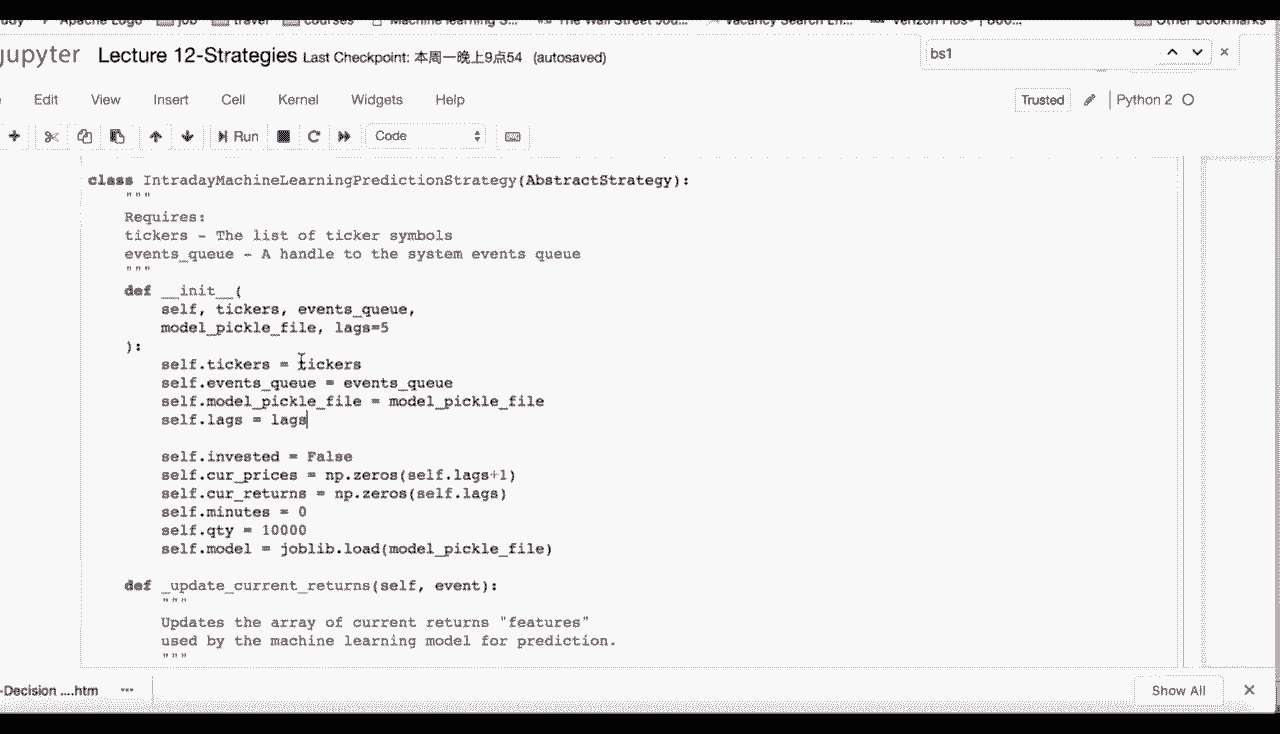 Apache Logo job travel courses Machine learning S... The Wall Street Jou... Vacancy Search En... Verizon Fios® | Boo... Other Bookmarks
jupyter Lecture 12-Strategies Last Checkpoint: 本周一晚上9点54 (autosaved)
bs1
Edit View Insert Cell Kernel Widgets Help
Trusted Python 2
Run Code
class IntradayMachineLearningPredictionStrategy(AbstractStrategy):
"""
Requires:
tickers - The list of ticker symbols
events_queue - A handle to the system events queue
"""
def __init__(
self, tickers, events_queue,
model_pickle_file, lags=5
):
self.tickers = tickers
self.events_queue = events_queue
self.model_pickle_file = model_pickle_file
self.lags = lags
self.invested = False
self.cur_prices = np.zeros(self.lags+1)
self.cur_returns = np.zeros(self.lags)
self.minutes = 0
self.qty = 10000
self.model = joblib.load(model_pickle_file)
def _update_current_returns(self, event):
"""
Updates the array of current returns "features"
used by the machine learning model for prediction.
"""
-Decision ....htm
Show All